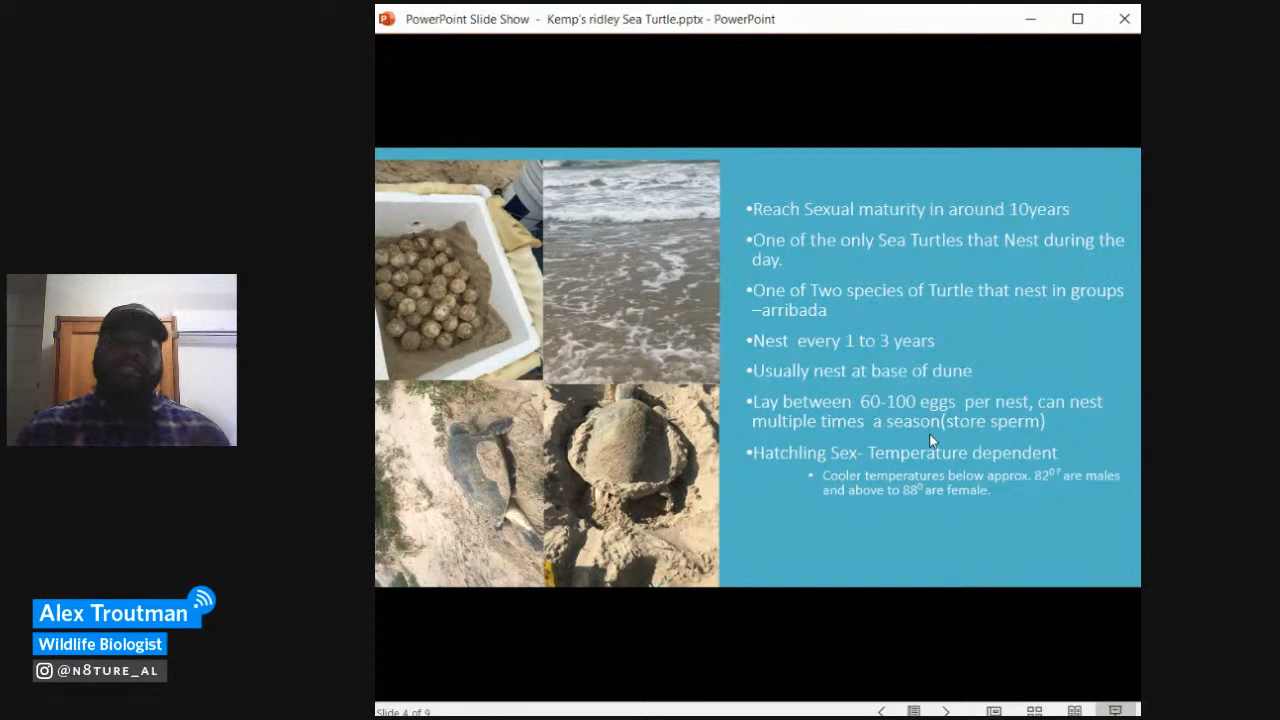 PowerPoint Slide Show - Kemp's ridley Sea Turtle.pptx - PowerPoint
•Reach Sexual maturity in around 10years
•One of the only Sea Turtles that Nest during the
day.
•One of Two species of Turtle that nest in groups
–arribada
•Nest every 1 to 3 years
•Usually nest at base of dune
•Lay between 60-100 eggs per nest, can nest
multiple times a season(store sperm)
•Hatchling Sex- Temperature dependent
• Cooler temperatures below approx. 82⁰ᶠ are males
and above to 88⁰ are female.
Alex Troutman
Wildlife Biologist
@N8TURE_AL
Slide 4 of 9